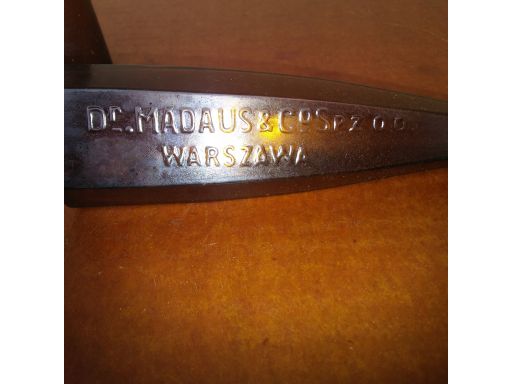 DR. MADAUS & Co Sp. z o.o.
WARSZAWA